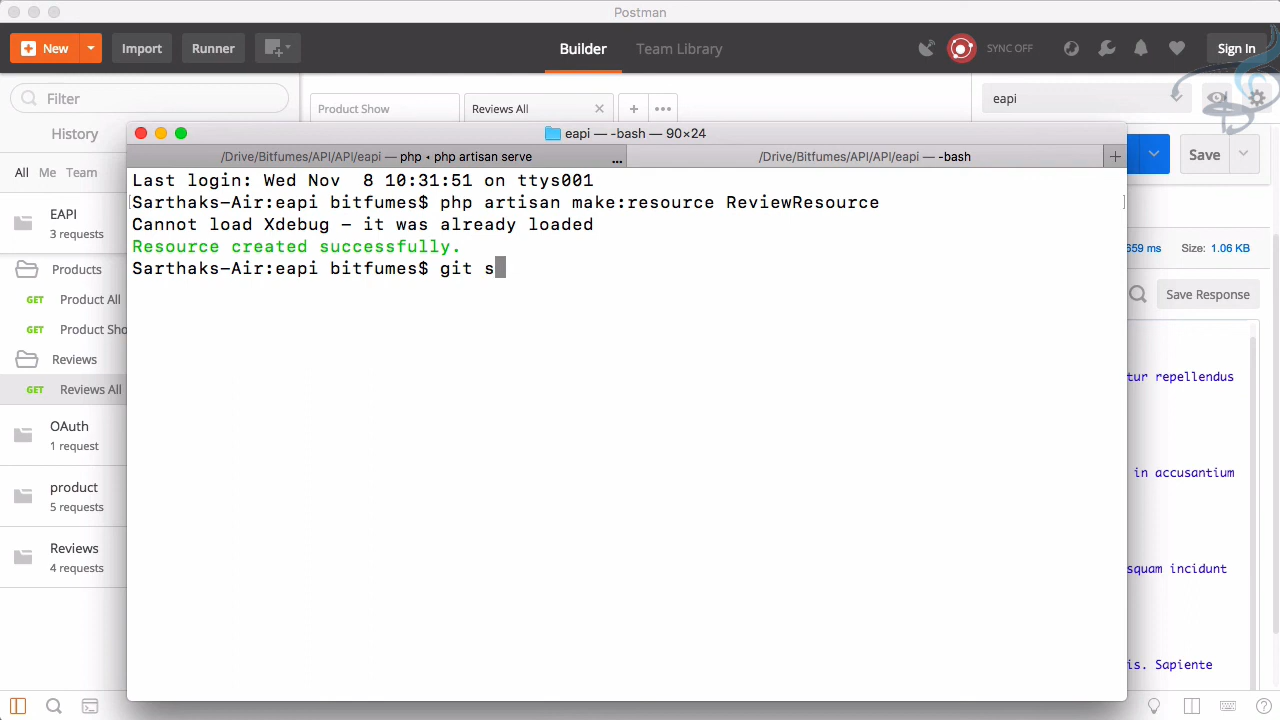 Postman
New
Import
Runner
Builder
Team Library
SYNC OFF
Sign In
Filter
Product Show
Reviews All
eapi
History
eapi — -bash — 90×24
All Me Team
/Drive/Bitfumes/API/API/eapi — php ‹ php artisan serve ...
/Drive/Bitfumes/API/API/eapi — -bash
Save
Last login: Wed Nov  8 10:31:51 on ttys001
Sarthaks-Air:eapi bitfumes$ php artisan make:resource ReviewResource
Cannot load Xdebug - it was already loaded
Resource created successfully.
Sarthaks-Air:eapi bitfumes$ git s
EAPI
3 requests
Products
GET Product All
GET Product Sho
Reviews
GET Reviews All
OAuth
1 request
product
5 requests
Reviews
4 requests
659 ms Size: 1.06 KB
Save Response
tur repellendus
in accusantium
squam incidunt
is. Sapiente